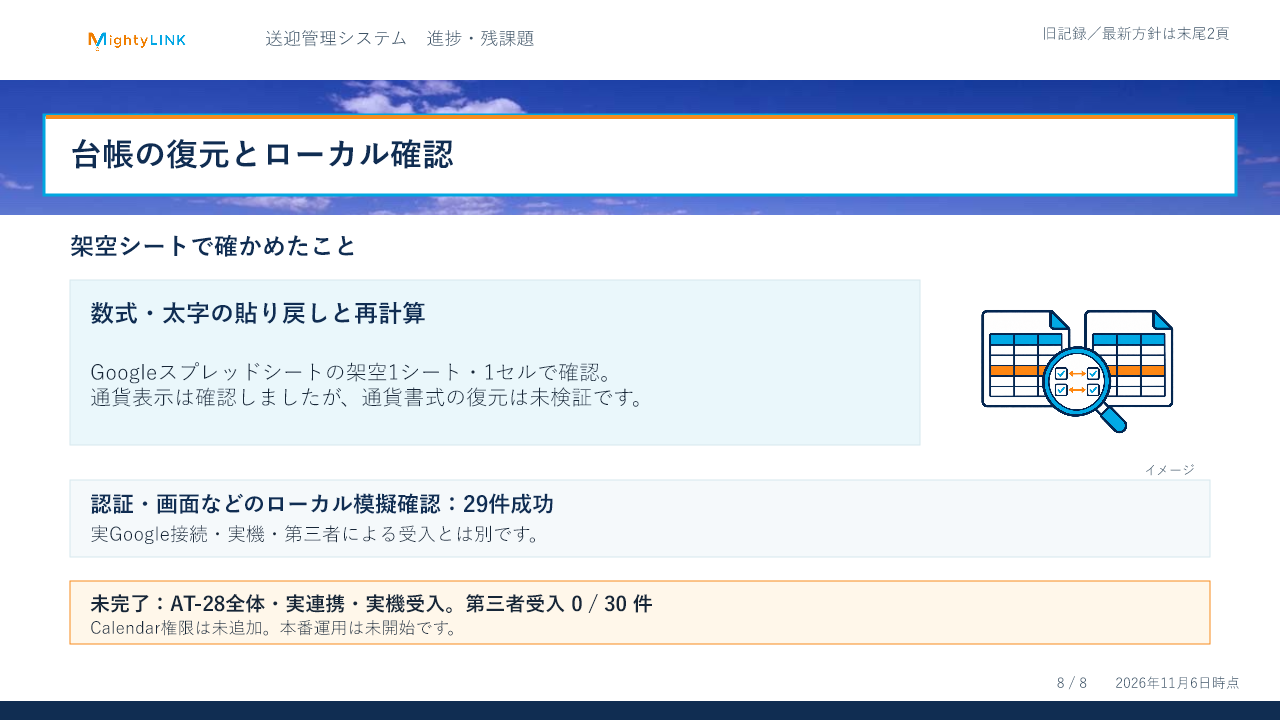 MightyLINK
送迎管理システム　進捗・残課題
旧記録／最新方針は末尾2頁
台帳の復元とローカル確認
架空シートで確かめたこと
数式・太字の貼り戻しと再計算
Googleスプレッドシートの架空1シート・1セルで確認。
通貨表示は確認しましたが、通貨書式の復元は未検証です。
イメージ
認証・画面などのローカル模擬確認：29件成功
実Google接続・実機・第三者による受入とは別です。
未完了：AT-28全体・実連携・実機受入。第三者受入 0 / 30 件
Calendar権限は未追加。本番運用は未開始です。
8 / 8　2026年11月6日時点